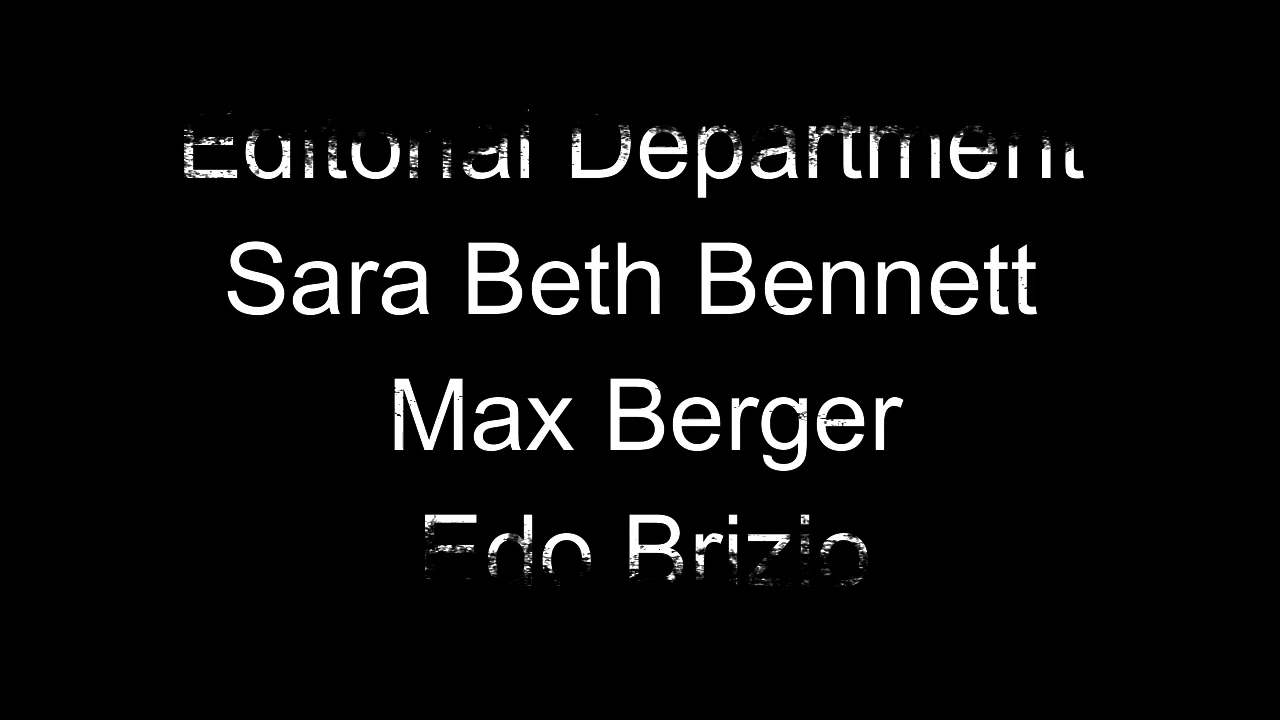 Editorial Department
Sara Beth Bennett
Max Berger
Edo Brizio